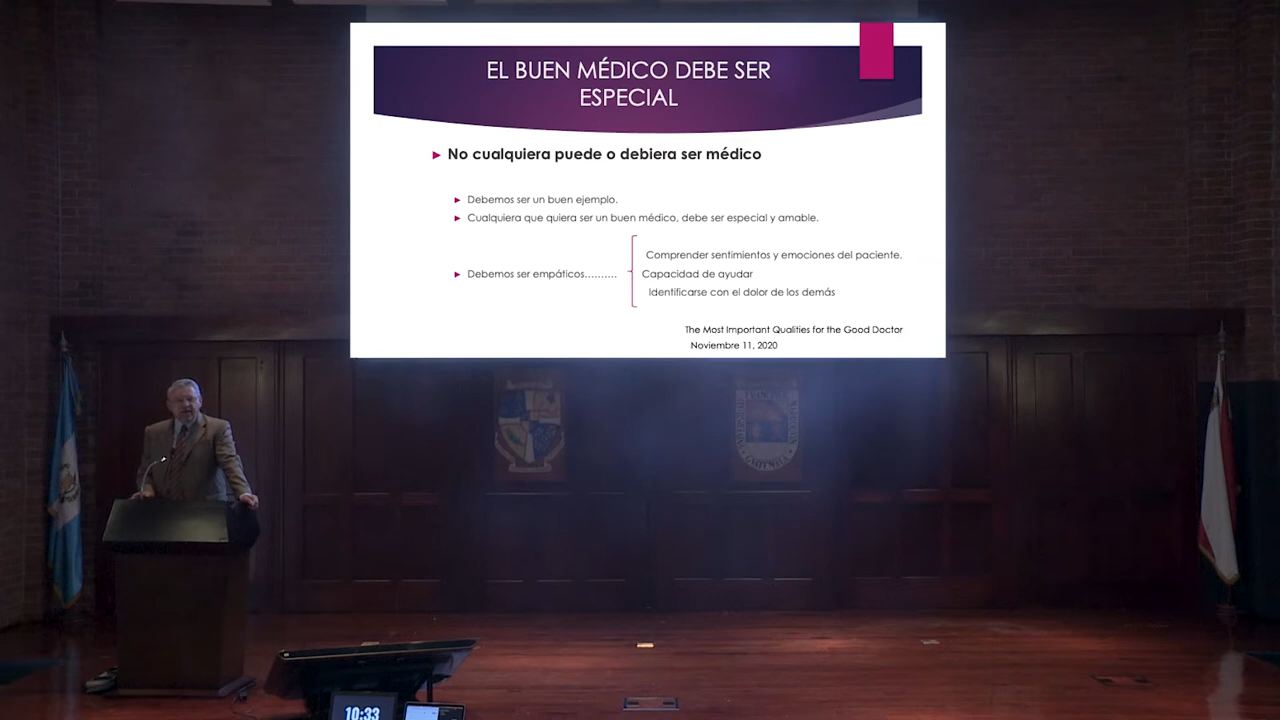 EL BUEN MÉDICO DEBE SER
ESPECIAL
► No cualquiera puede o debiera ser médico
► Debemos ser un buen ejemplo.
► Cualquiera que quiera ser un buen médico, debe ser especial y amable.
Comprender sentimientos y emociones del paciente.
► Debemos ser empáticos..........
Capacidad de ayudar
Identificarse con el dolor de los demás
The Most Important Qualities for the Good Doctor
Noviembre 11, 2020
GUATEMALA
10:33